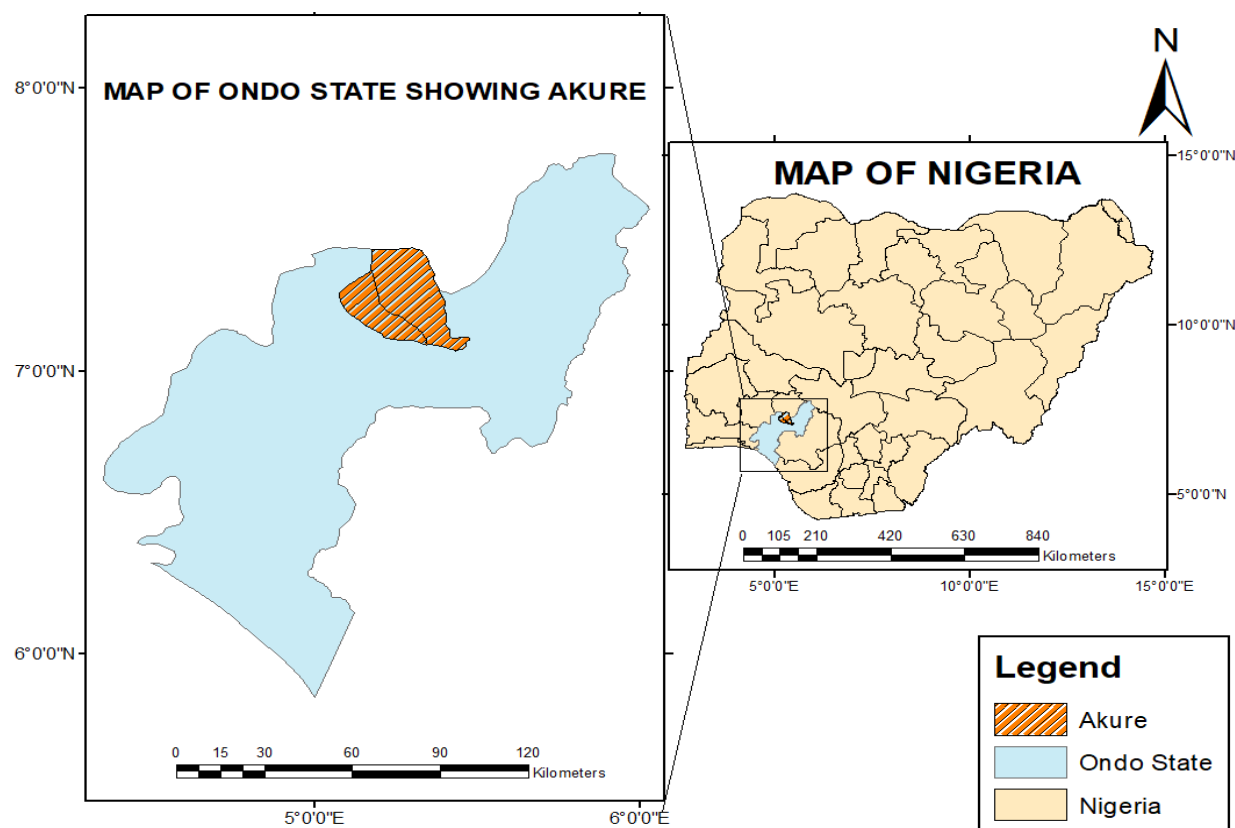 MAP OF ONDO STATE SHOWING AKURE
8°0'0"N
7°0'0"N
6°0'0"N
0 15 30 60 90 120
Kilometers
5°0'0"E 6°0'0"E
N
MAP OF NIGERIA
15°0'0"N
10°0'0"N
5°0'0"N
0 105 210 420 630 840
Kilometers
5°0'0"E 10°0'0"E 15°0'0"E
Legend
Akure
Ondo State
Nigeria